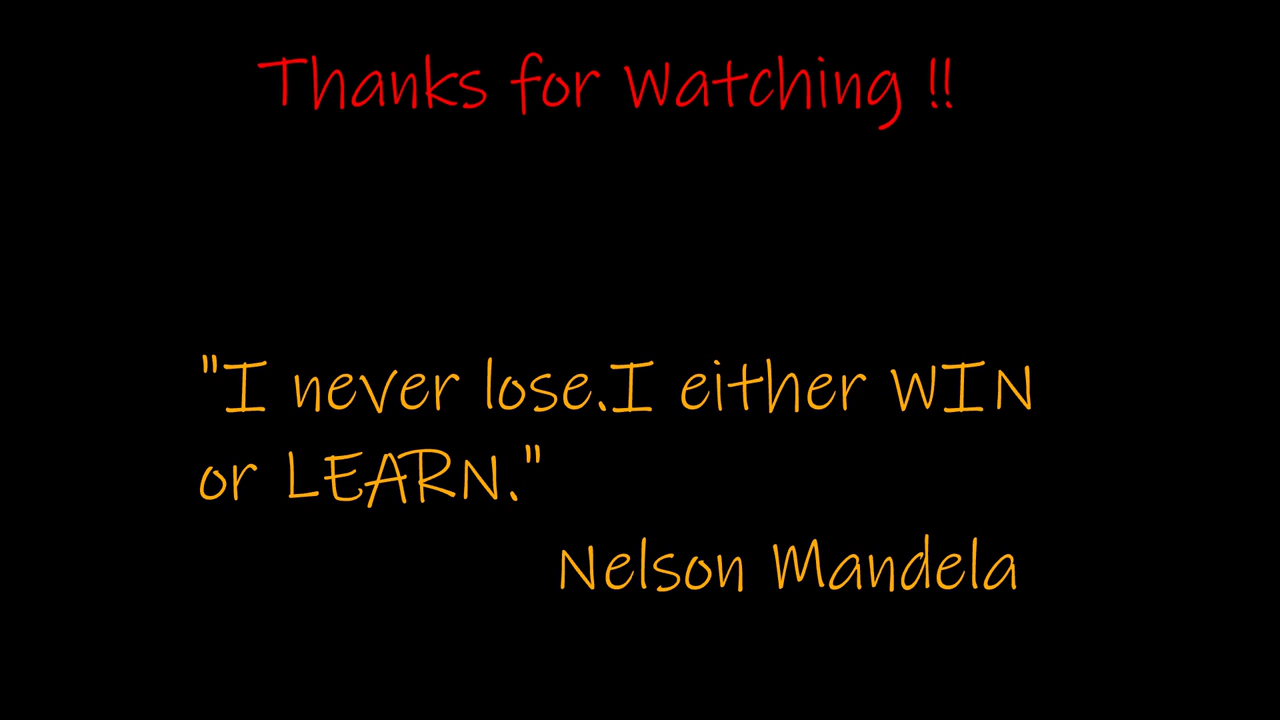 Thanks for Watching !!
"I never lose.I either WIN
or LEARN."
Nelson Mandela